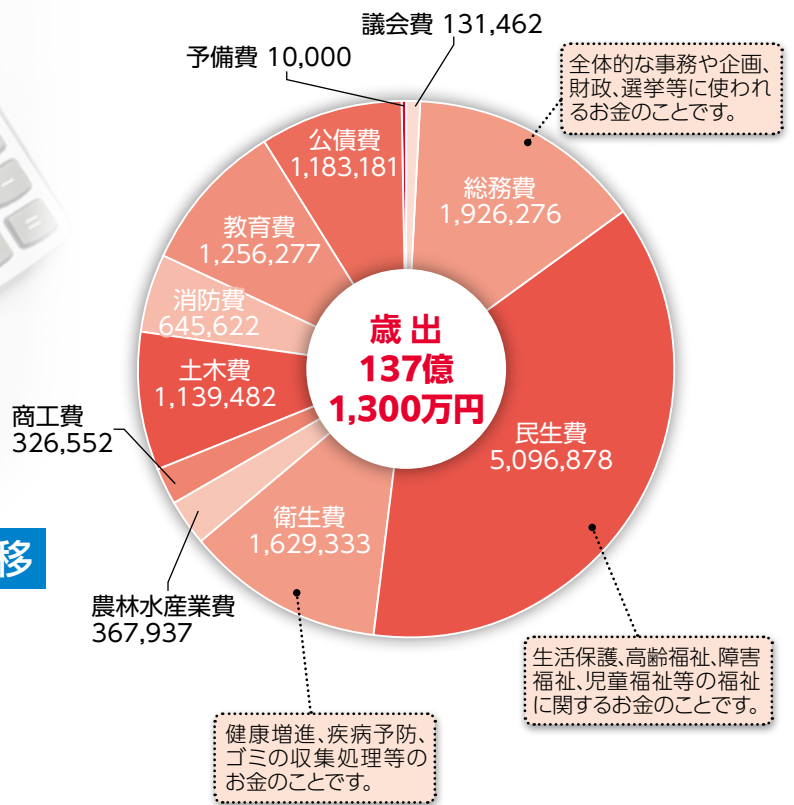 議会費 131,462
予備費 10,000
全体的な事務や企画、
財政、選挙等に使われ
るお金のことです。
公債費
1,183,181
総務費
1,926,276
教育費
1,256,277
消防費
645,622
歳出
137億
1,300万円
土木費
1,139,482
商工費
326,552
民生費
5,096,878
衛生費
1,629,333
移
農林水産業費
367,937
生活保護、高齢福祉、障害
福祉、児童福祉等の福祉
に関するお金のことです。
健康増進、疾病予防、
ゴミの収集処理等の
お金のことです。